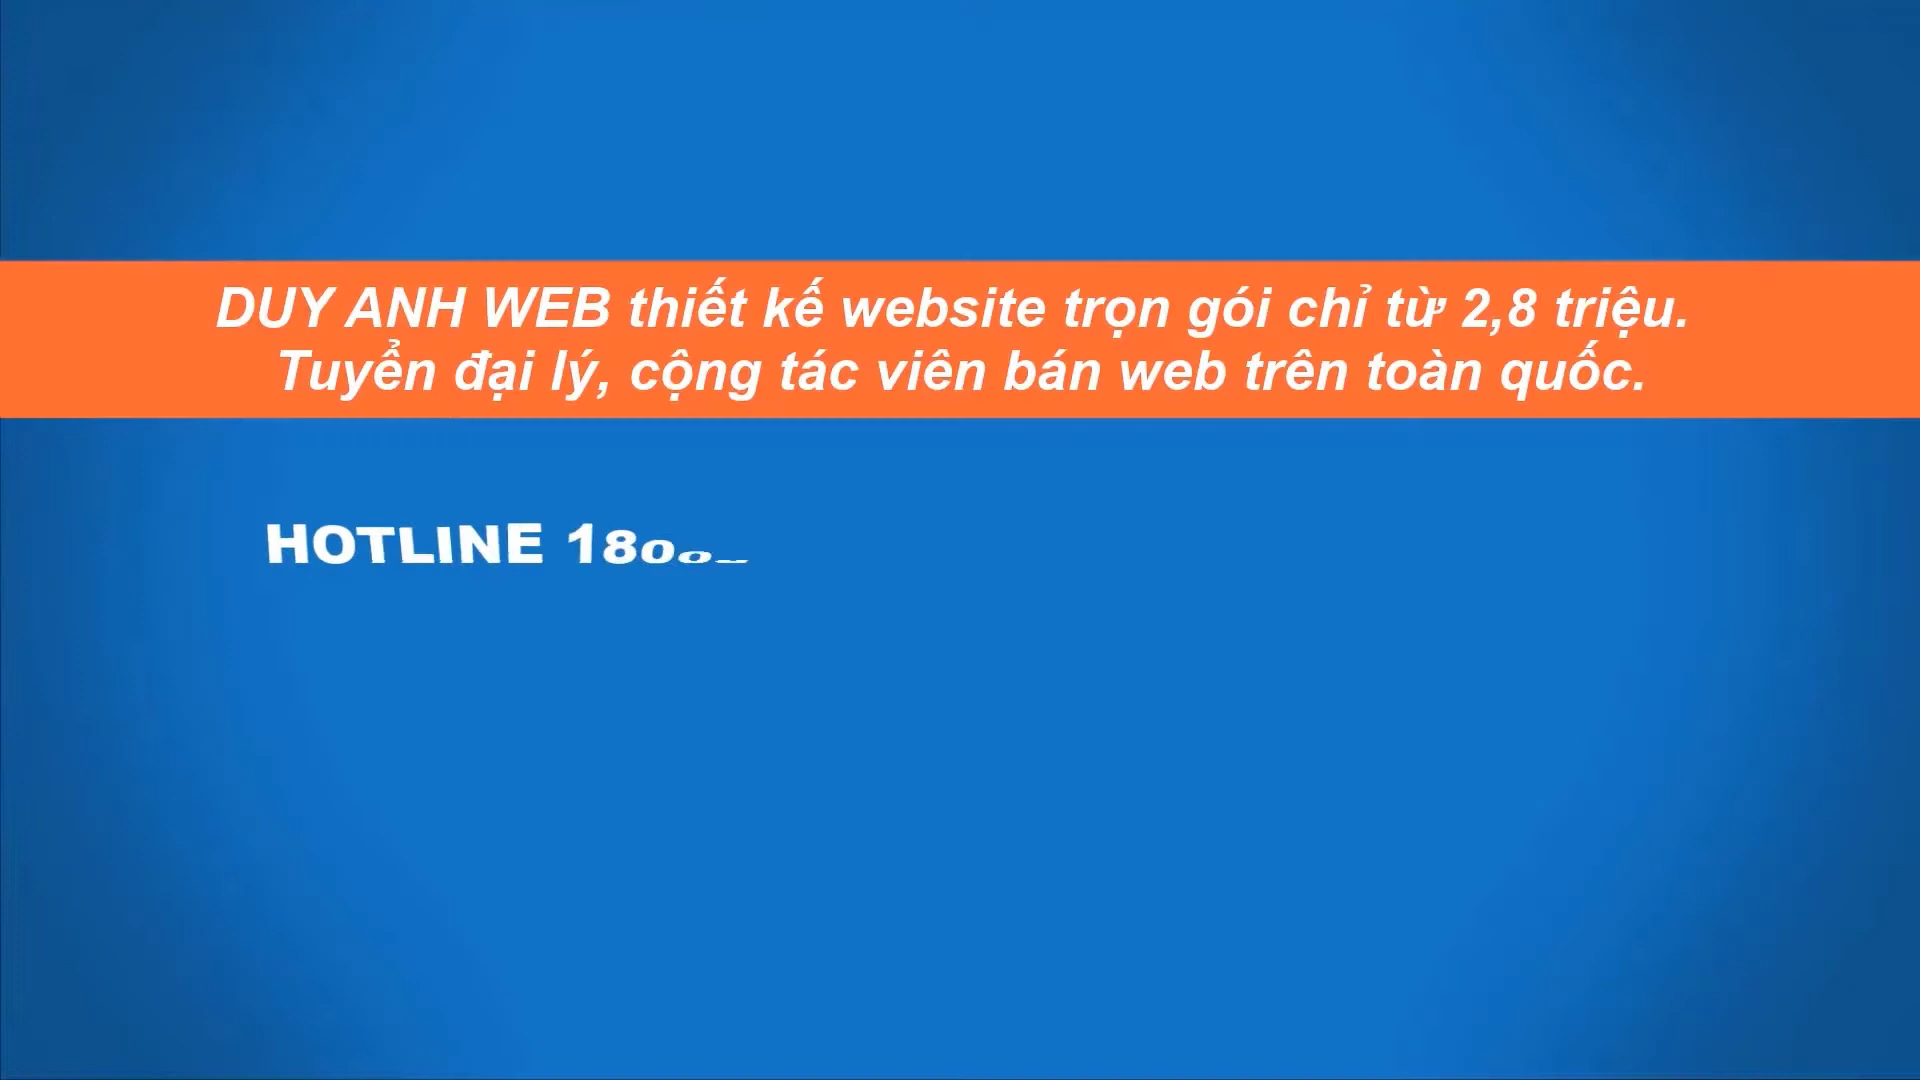 DUY ANH WEB thiết kế website trọn gói chỉ từ 2,8 triệu.
Tuyển đại lý, cộng tác viên bán web trên toàn quốc.
HOTLINE 1800